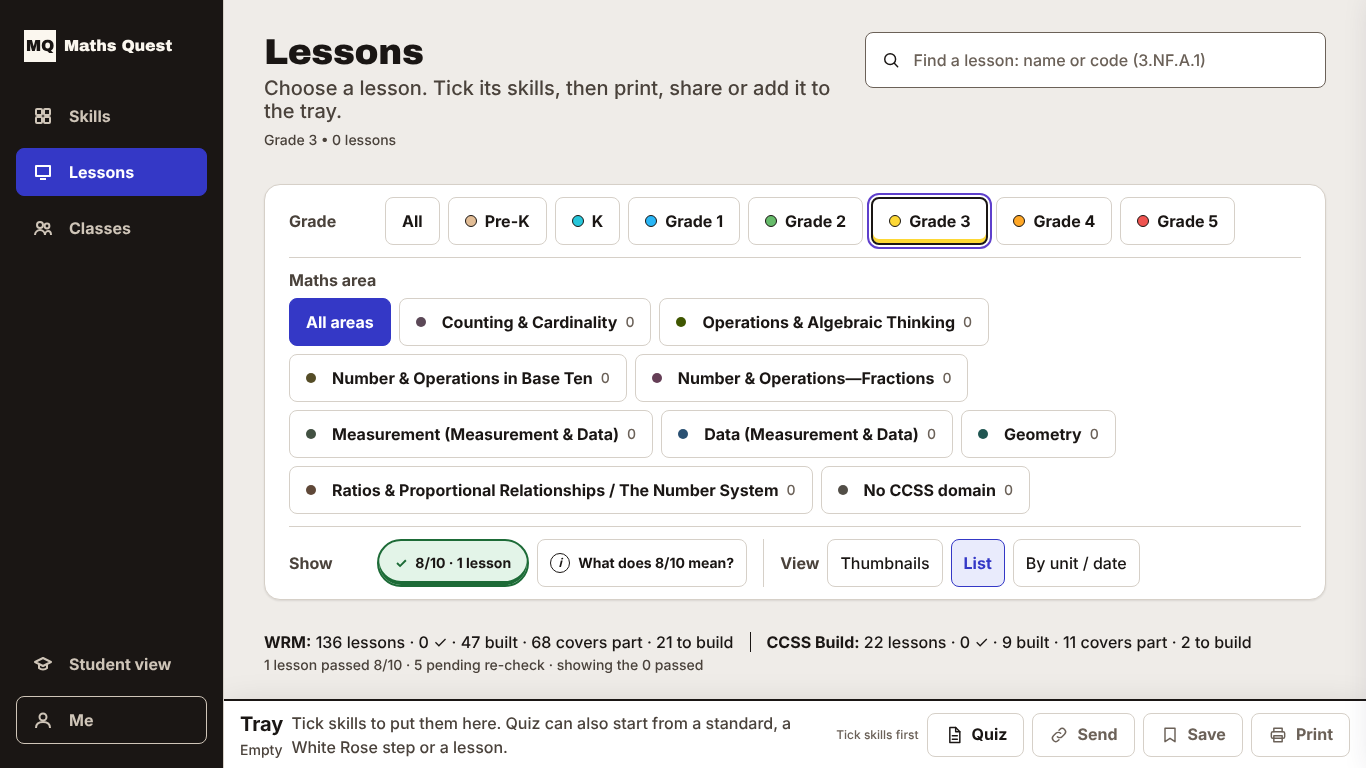 MQ Maths Quest
Skills
Lessons
Classes
Student view
Me
Lessons
Choose a lesson. Tick its skills, then print, share or add it to
the tray.
Grade 3 • 0 lessons
Find a lesson: name or code (3.NF.A.1)
Grade All Pre-K K Grade 1 Grade 2 Grade 3 Grade 4 Grade 5
Maths area
All areas Counting & Cardinality 0 Operations & Algebraic Thinking 0
Number & Operations in Base Ten 0 Number & Operations—Fractions 0
Measurement (Measurement & Data) 0 Data (Measurement & Data) 0 Geometry 0
Ratios & Proportional Relationships / The Number System 0 No CCSS domain 0
Show ✓ 8/10 · 1 lesson i What does 8/10 mean? View Thumbnails List By unit / date
WRM: 136 lessons · 0 ✓ · 47 built · 68 covers part · 21 to build | CCSS Build: 22 lessons · 0 ✓ · 9 built · 11 covers part · 2 to build
1 lesson passed 8/10 · 5 pending re-check · showing the 0 passed
Tray
Empty
Tick skills to put them here. Quiz can also start from a standard, a
White Rose step or a lesson.
Tick skills first Quiz Send Save Print